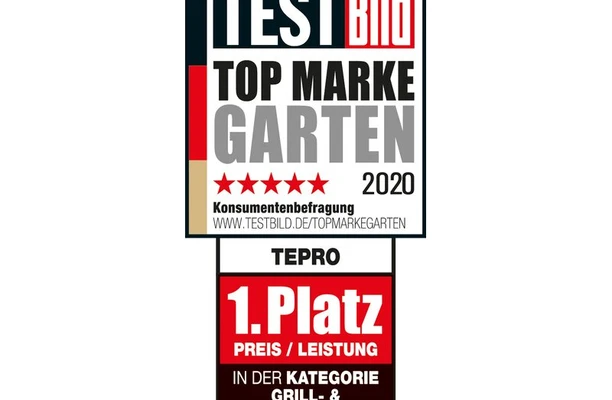 TEST Bild
TOP MARKE
GARTEN
★★★★★ 2020
Konsumentenbefragung
WWW.TESTBILD.DE/TOPMARKEGARTEN
TEPRO
1. Platz
PREIS / LEISTUNG
IN DER KATEGORIE
GRILL- &